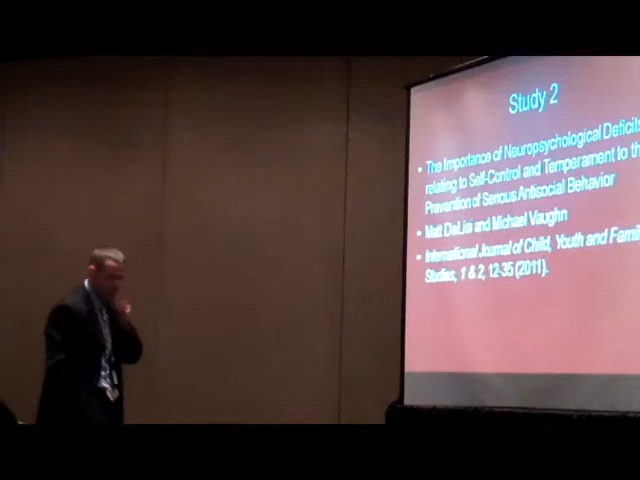 Study 2
• The Importance of Neuropsychological Deficits
relating to Self-Control and Temperament to the
Prevention of Serious Antisocial Behavior
• Matt DeLisi and Michael Vaughn
• International Journal of Child, Youth and Family
Studies, 1 & 2, 12-35 (2011).